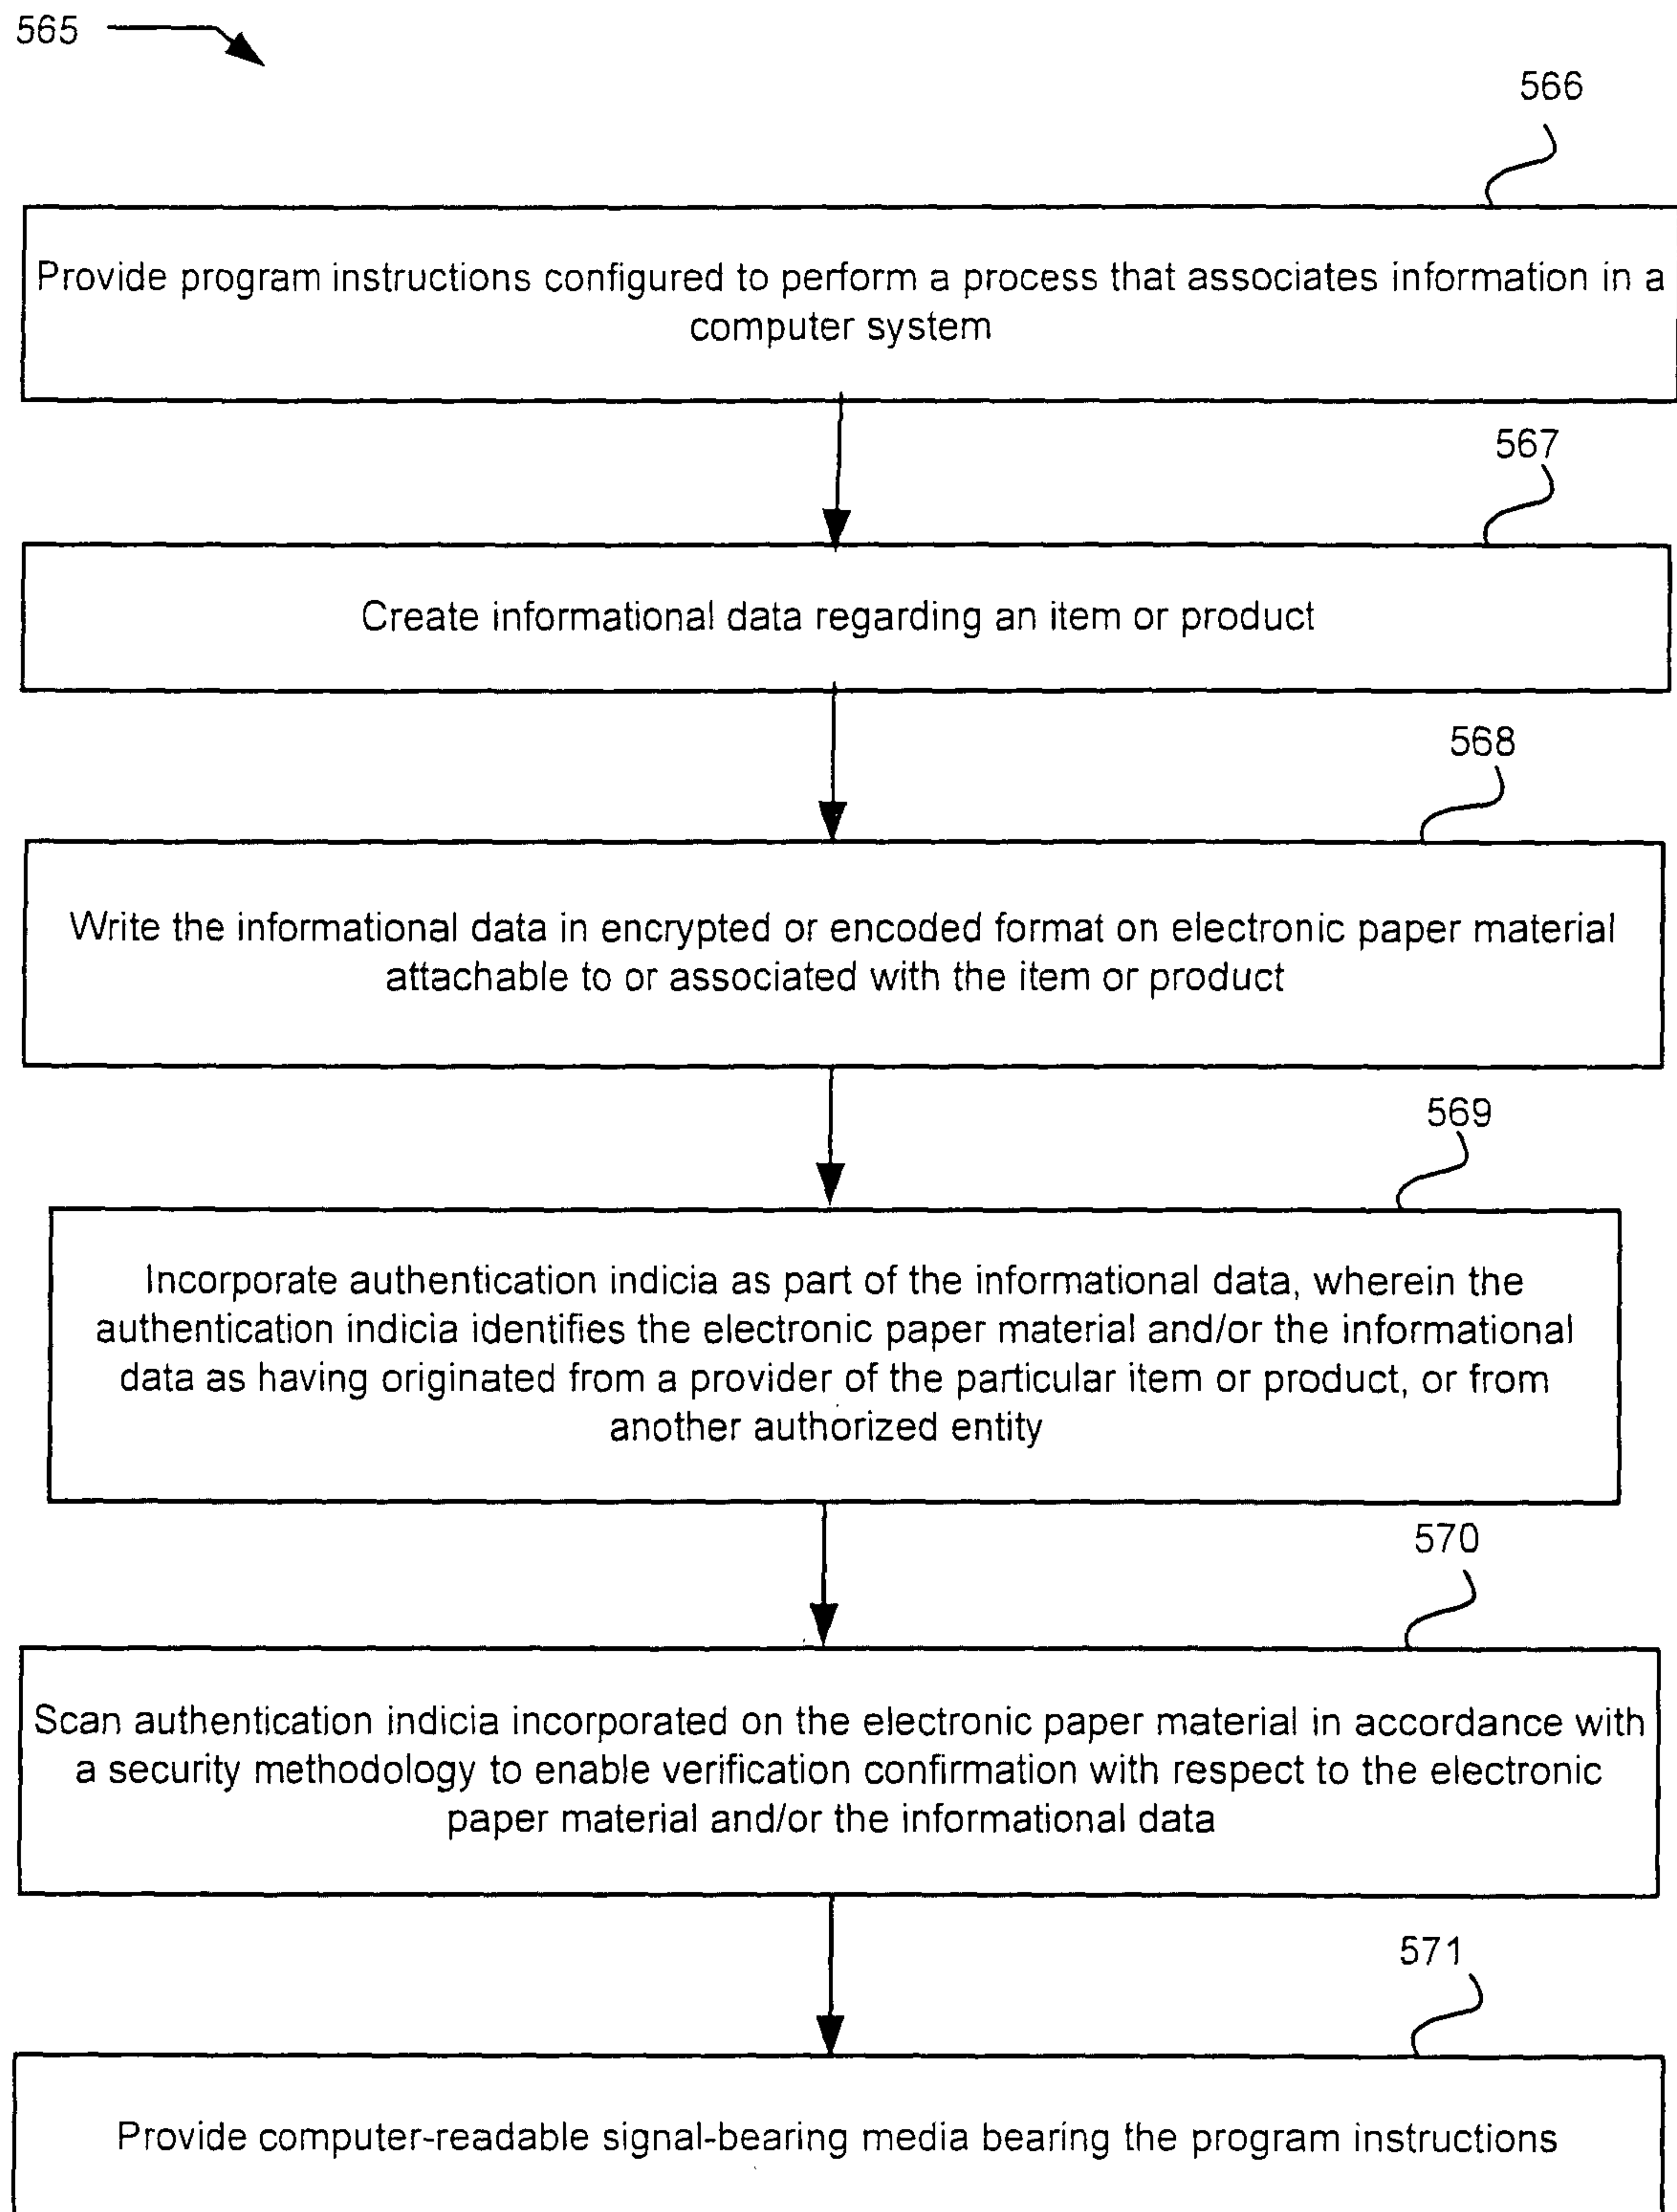 565
566
Provide program instructions configured to perform a process that associates information in a
computer system
567
Create informational data regarding an item or product
568
Write the informational data in encrypted or encoded format on electronic paper material
attachable to or associated with the item or product
569
Incorporate authentication indicia as part of the informational data, wherein the
authentication indicia identifies the electronic paper material and/or the informational
data as having originated from a provider of the particular item or product, or from
another authorized entity
570
Scan authentication indicia incorporated on the electronic paper material in accordance with
a security methodology to enable verification confirmation with respect to the electronic
paper material and/or the informational data
571
Provide computer-readable signal-bearing media bearing the program instructions